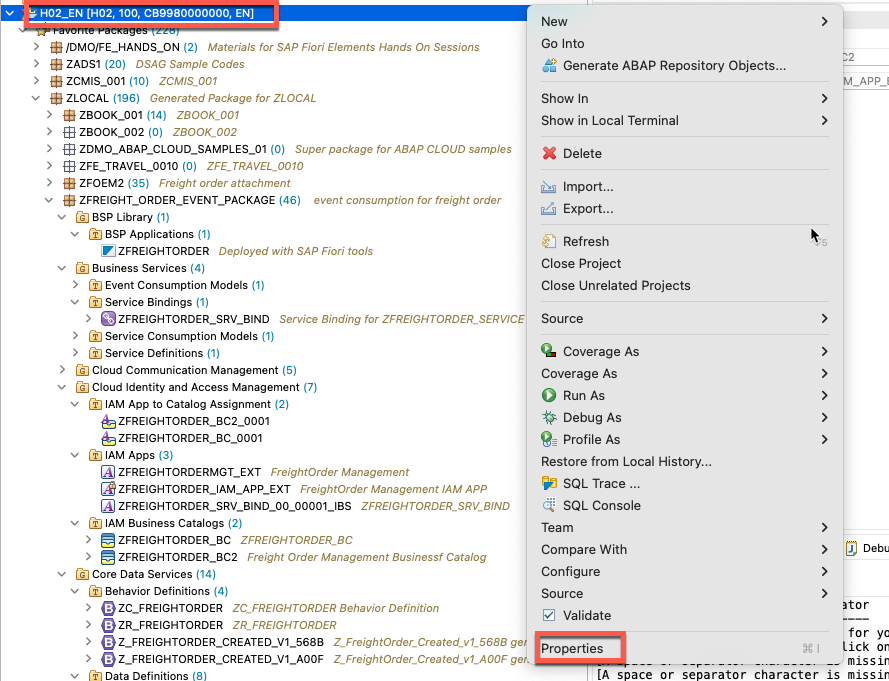 H02_EN [H02, 100, CB9980000000, EN]
Favorite Packages (228)
/DMO/FE_HANDS_ON (2) Materials for SAP Fiori Elements Hands On Sessions
ZADS1 (20) DSAG Sample Codes
ZCMIS_001 (10) ZCMIS_001
ZLOCAL (196) Generated Package for ZLOCAL
ZBOOK_001 (14) ZBOOK_001
ZBOOK_002 (0) ZBOOK_002
ZDMO_ABAP_CLOUD_SAMPLES_01 (0) Super package for ABAP CLOUD samples
ZFE_TRAVEL_0010 (0) ZFE_TRAVEL_0010
ZFOEM2 (35) Freight order attachment
ZFREIGHT_ORDER_EVENT_PACKAGE (46) event consumption for freight order
BSP Library (1)
BSP Applications (1)
ZFREIGHTORDER Deployed with SAP Fiori tools
Business Services (4)
Event Consumption Models (1)
Service Bindings (1)
ZFREIGHTORDER_SRV_BIND Service Binding for ZFREIGHTORDER_SERVICE
Service Consumption Models (1)
Service Definitions (1)
Cloud Communication Management (5)
Cloud Identity and Access Management (7)
IAM App to Catalog Assignment (2)
ZFREIGHTORDER_BC2_0001
ZFREIGHTORDER_BC_0001
IAM Apps (3)
ZFREIGHTORDERMGT_EXT FreightOrder Management
ZFREIGHTORDER_IAM_APP_EXT FreightOrder Management IAM APP
ZFREIGHTORDER_SRV_BIND_00_00001_IBS ZFREIGHTORDER_SRV_BIND
IAM Business Catalogs (2)
ZFREIGHTORDER_BC ZFREIGHTORDER_BC
ZFREIGHTORDER_BC2 Freight Order Management Businessf Catalog
Core Data Services (14)
Behavior Definitions (4)
ZC_FREIGHTORDER ZC_FREIGHTORDER Behavior Definition
ZR_FREIGHTORDER ZR_FREIGHTORDER
Z_FREIGHTORDER_CREATED_V1_568B Z_FreightOrder_Created_v1_568B gen
Z_FREIGHTORDER_CREATED_V1_A00F Z_FreightOrder_Created_v1_A00F gen
Data Definitions (8)
New
Go Into
Generate ABAP Repository Objects...
Show In
Show in Local Terminal
Delete
Import...
Export...
Refresh F5
Close Project
Close Unrelated Projects
Source
Coverage As
Coverage As
Run As
Debug As
Profile As
Restore from Local History...
SQL Trace ...
SQL Console
Team
Compare With
Configure
Source
Validate
Properties ⌘ I
C2
M_APP_E
Debu
ator
----
for yo
lick on
[A space or separator character is missin
[A space or separator character is missin